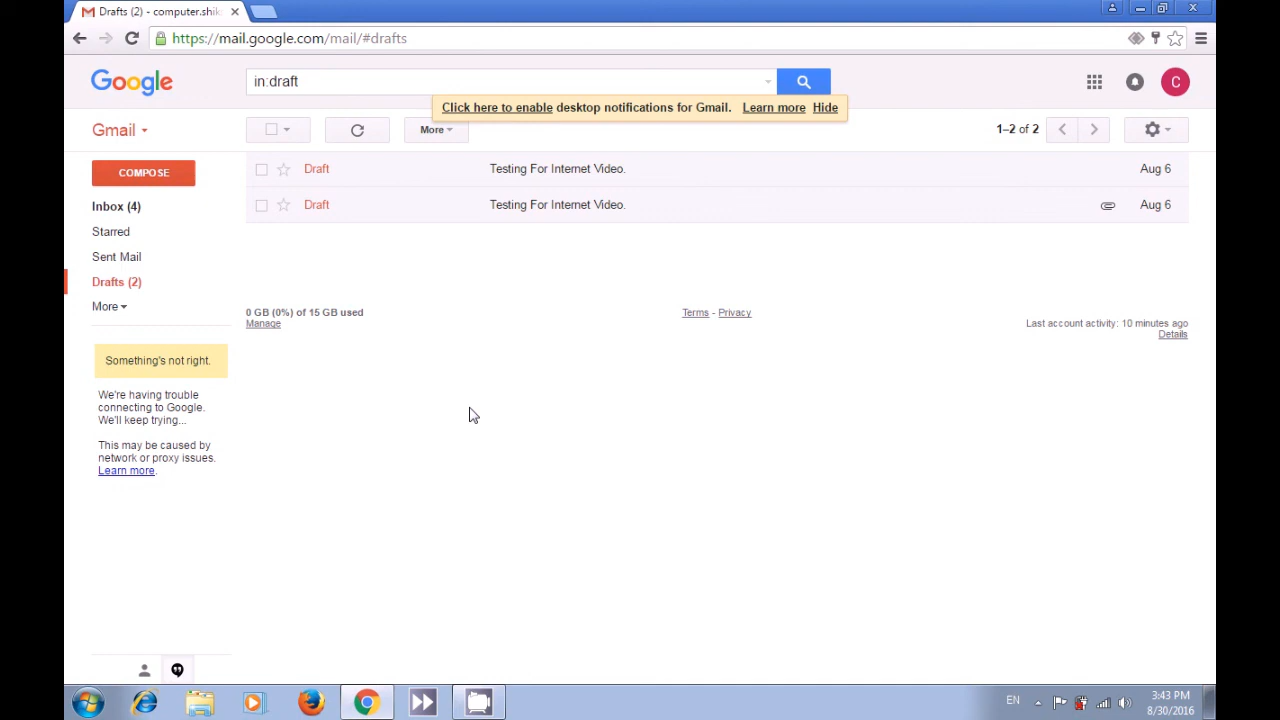 Drafts (2) - computer.shik
https://mail.google.com/mail/#drafts
Google
in:draft
C
Click here to enable desktop notifications for Gmail. Learn more Hide
Gmail
More
1–2 of 2
COMPOSE
Draft Testing For Internet Video. Aug 6
Inbox (4)
Draft Testing For Internet Video. Aug 6
Starred
Sent Mail
Drafts (2)
More
0 GB (0%) of 15 GB used
Manage
Terms - Privacy
Last account activity: 10 minutes ago
Details
Something's not right.
We're having trouble
connecting to Google.
We'll keep trying...
This may be caused by
network or proxy issues.
Learn more.
EN
3:43 PM
8/30/2016